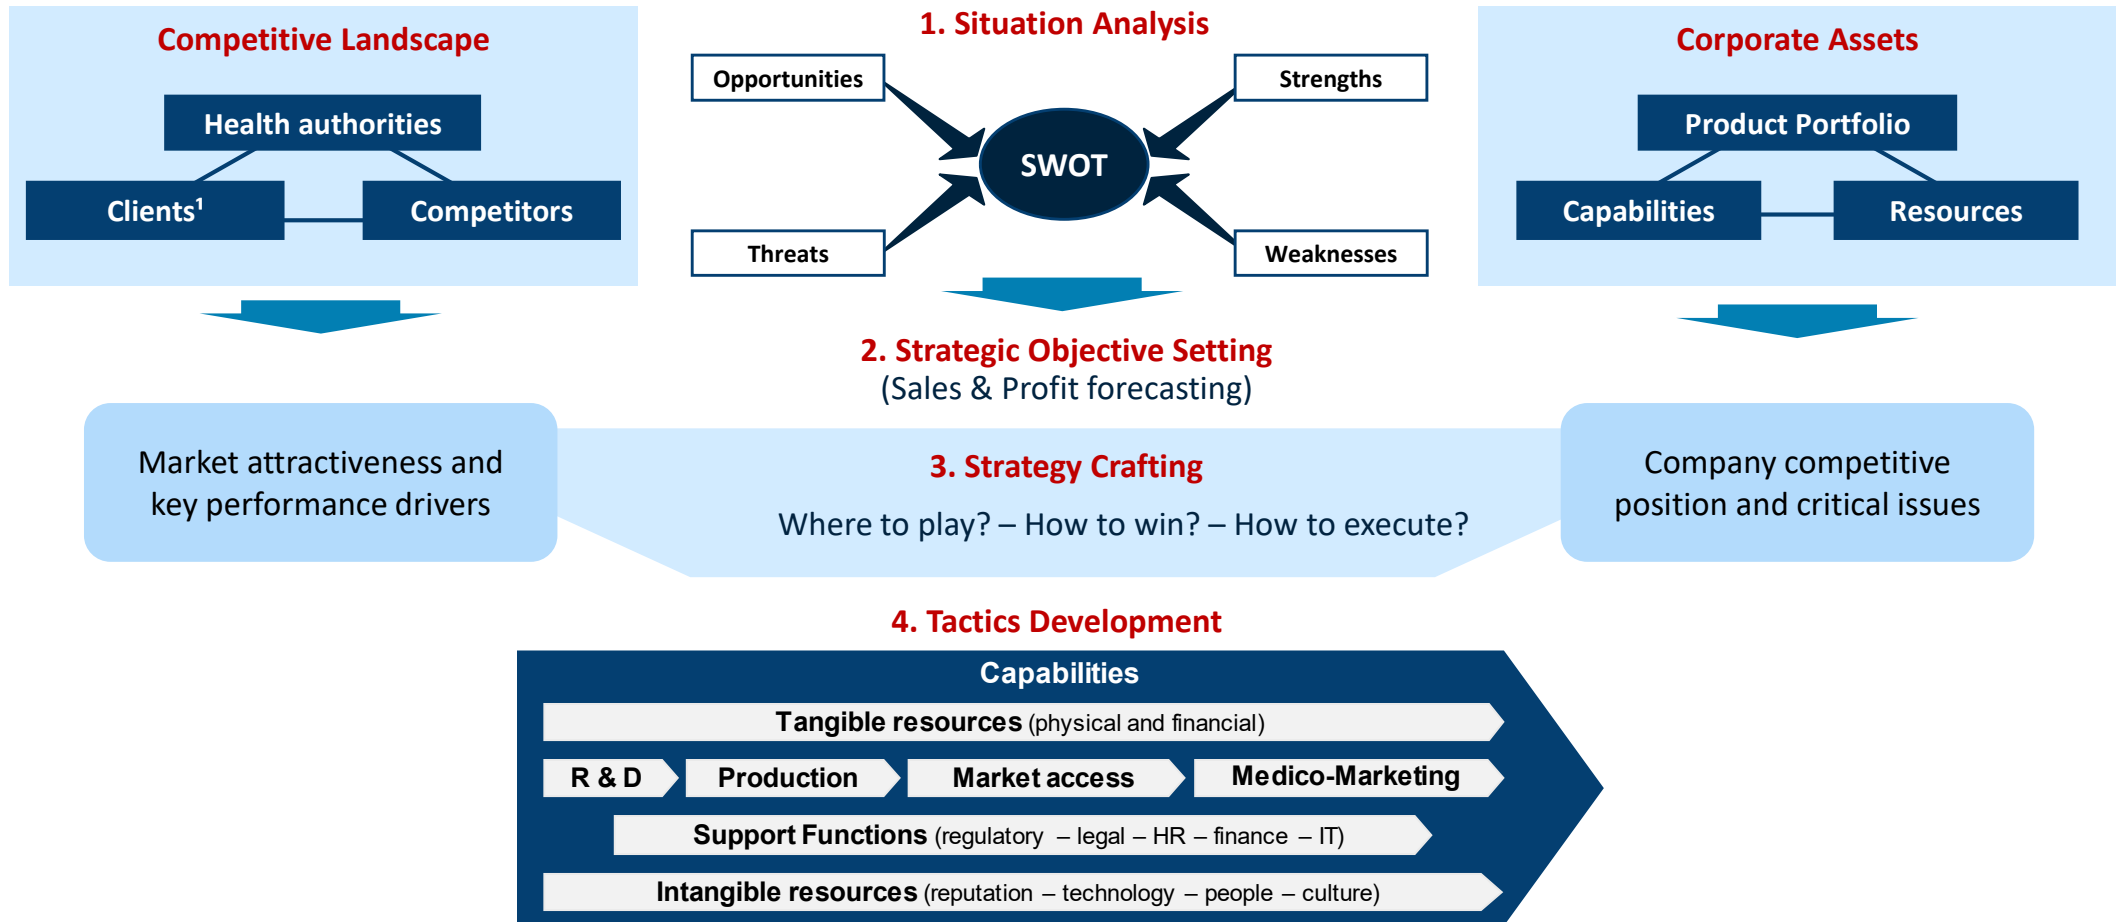 Competitive Landscape
Health authorities
Clients¹
Competitors
1. Situation Analysis
Opportunities
Strengths
SWOT
Threats
Weaknesses
Corporate Assets
Product Portfolio
Capabilities
Resources
2. Strategic Objective Setting
(Sales & Profit forecasting)
Market attractiveness and
key performance drivers
3. Strategy Crafting
Where to play? – How to win? – How to execute?
Company competitive
position and critical issues
4. Tactics Development
Capabilities
Tangible resources (physical and financial)
R & D
Production
Market access
Medico-Marketing
Support Functions (regulatory – legal – HR – finance – IT)
Intangible resources (reputation – technology – people – culture)